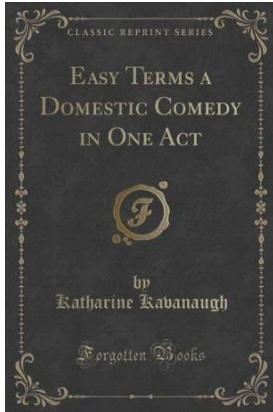 CLASSIC REPRINT SERIES
EASY TERMS A
DOMESTIC COMEDY
IN ONE ACT
F
by
Katharine Kavanaugh
Forgotten Books